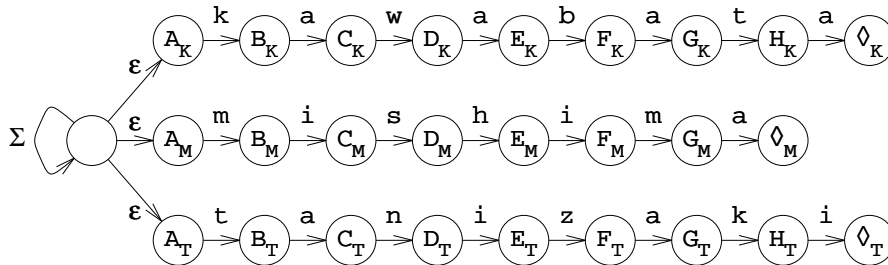 k a w a b a t a
ε A_K B_K C_K D_K E_K F_K G_K H_K ◊_K
m i s h i m a
Σ ε A_M B_M C_M D_M E_M F_M G_M ◊_M
t a n i z a k i
ε A_T B_T C_T D_T E_T F_T G_T H_T ◊_T